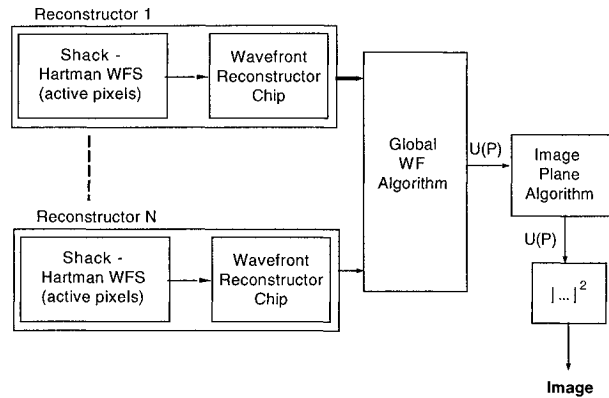 Reconstructor 1
Shack -
Hartman WFS
(active pixels)
Wavefront
Reconstructor
Chip
Reconstructor N
Shack -
Hartman WFS
(active pixels)
Wavefront
Reconstructor
Chip
Global
WF
Algorithm
U(P)
Image
Plane
Algorithm
U(P)
|...|²
Image